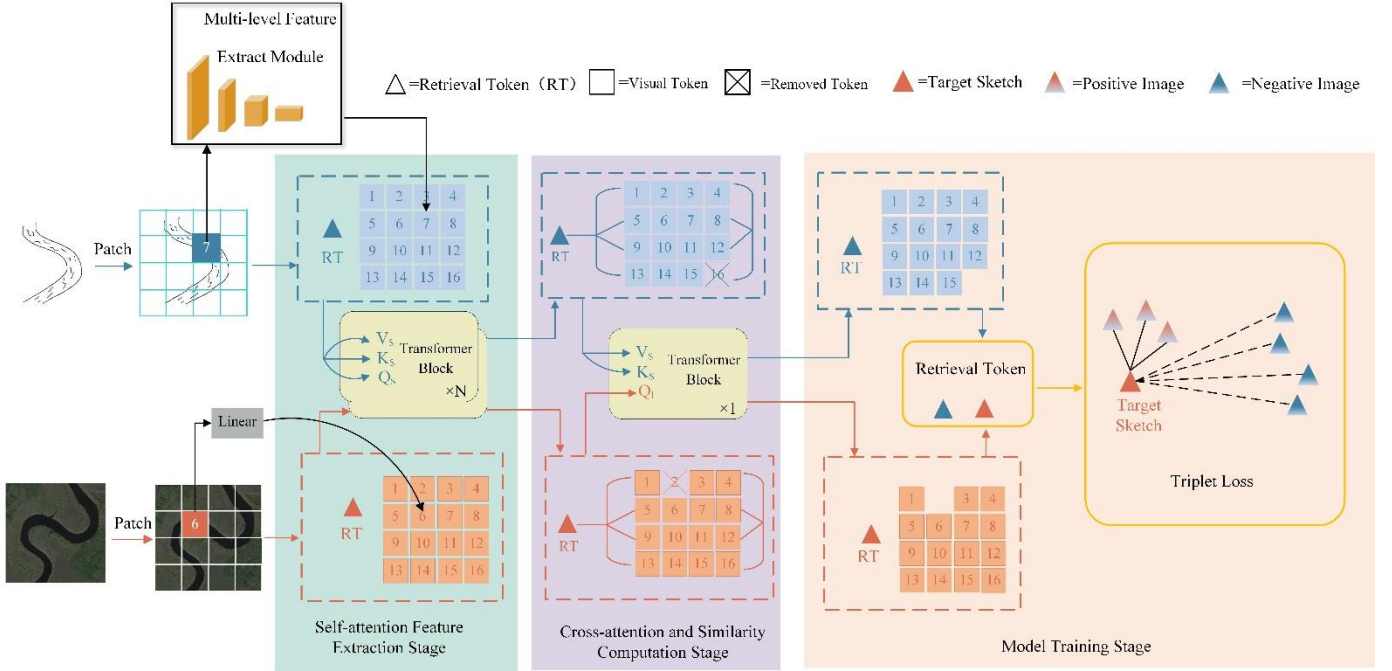 Multi-level Feature
Extract Module
=Retrieval Token（RT）
=Visual Token
=Removed Token
=Target Sketch
=Positive Image
=Negative Image
Patch
7
RT
1 2 3 4
5 6 7 8
9 10 11 12
13 14 15 16
RT
1 2 3 4
5 6 7 8
9 10 11 12
13 14 15 16
RT
1 2 3 4
5 6 7 8
9 10 11 12
13 14 15
Vs
Ks
Qs
Transformer
Block
×N
Vs
Ks
Transformer
Block
×1
Retrieval Token
Target
Sketch
Triplet Loss
Linear
Patch
6
RT
1 2 3 4
5 6 7 8
9 10 11 12
13 14 15 16
RT
1 2 3 4
5 6 7 8
9 10 11 12
13 14 15 16
RT
1 3 4
5 6 7 8
9 10 11 12
13 14 15 16
Self-attention Feature
Extraction Stage
Cross-attention and Similarity
Computation Stage
Model Training Stage